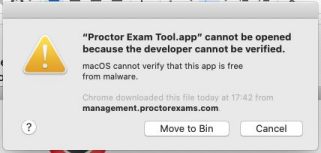 "Proctor Exam Tool.app" cannot be opened
because the developer cannot be verified.
macOS cannot verify that this app is free
from malware.
Chrome downloaded this file today at 17:42 from
management.proctorexams.com.
?
Move to Bin
Cancel